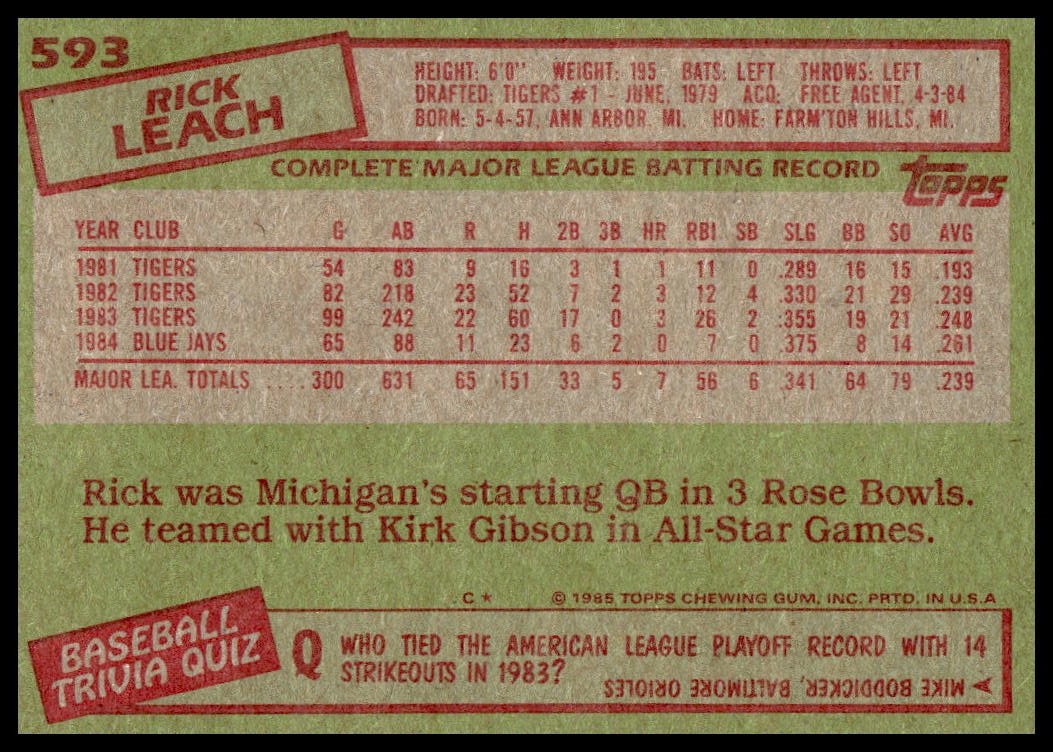 593
RICK
LEACH
HEIGHT: 6'0" WEIGHT: 195 BATS: LEFT THROWS: LEFT
DRAFTED: TIGERS #1 - JUNE, 1979 ACQ: FREE AGENT, 4-3-84
BORN: 5-4-57, ANN ARBOR, MI. HOME: FARM'TON HILLS, MI.
COMPLETE MAJOR LEAGUE BATTING RECORD
TOPPS
YEAR CLUB G AB R H 2B 3B HR RBI SB SLG BB SO AVG
1981 TIGERS 54 83 9 16 3 1 1 11 0 .289 16 15 .193
1982 TIGERS 82 218 23 52 7 2 3 12 4 .330 21 29 .239
1983 TIGERS 99 242 22 60 17 0 3 26 2 .355 19 21 .248
1984 BLUE JAYS 65 88 11 23 6 2 0 7 0 .375 8 14 .261
MAJOR LEA. TOTALS .... 300 631 65 151 33 5 7 56 6 .341 64 79 .239
Rick was Michigan's starting QB in 3 Rose Bowls.
He teamed with Kirk Gibson in All-Star Games.
C * © 1985 TOPPS CHEWING GUM, INC. PRTD. IN U.S.A
BASEBALL
TRIVIA QUIZ
Q WHO TIED THE AMERICAN LEAGUE PLAYOFF RECORD WITH 14
STRIKEOUTS IN 1983?
A MIKE BODDICKER, BALTIMORE ORIOLES